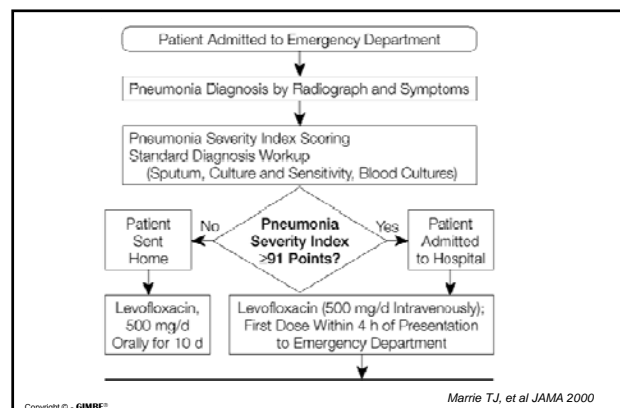 Patient Admitted to Emergency Department
Pneumonia Diagnosis by Radiograph and Symptoms
Pneumonia Severity Index Scoring
Standard Diagnosis Workup
(Sputum, Culture and Sensitivity, Blood Cultures)
No
Pneumonia
Severity Index
≥91 Points?
Yes
Patient
Sent
Home
Patient
Admitted
to Hospital
Levofloxacin,
500 mg/d
Orally for 10 d
Levofloxacin (500 mg/d Intravenously);
First Dose Within 4 h of Presentation
to Emergency Department
Marrie TJ, et al JAMA 2000
Copyright © - GIMBE®